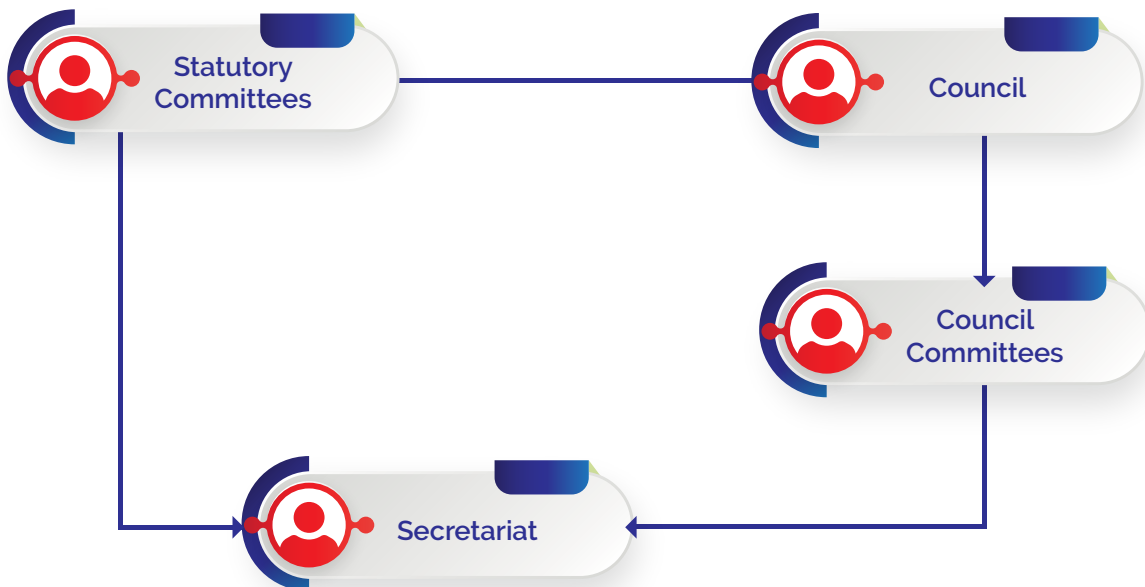 Statutory
Committees
Council
Council
Committees
Secretariat